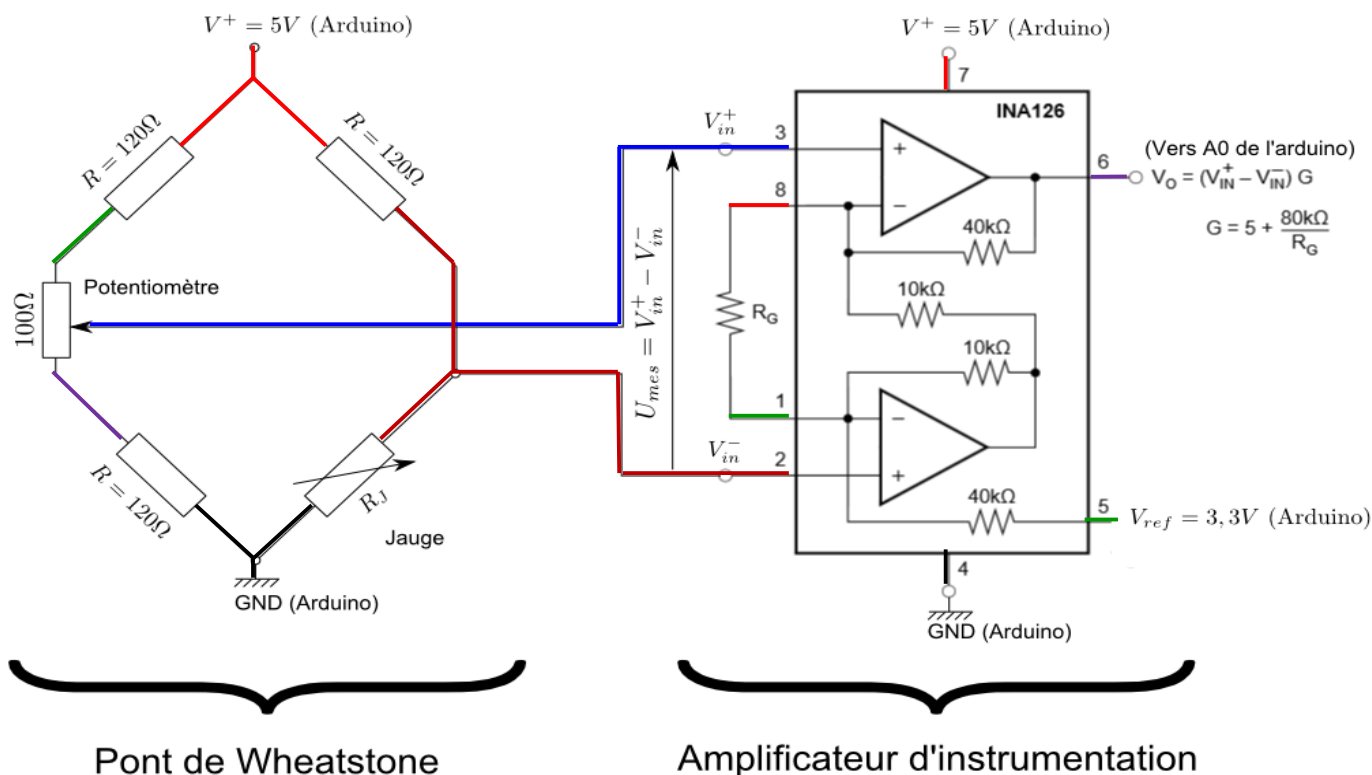 V⁺ = 5V (Arduino)
R = 120Ω
R = 120Ω
100Ω
Potentiomètre
R = 120Ω
R_J
Jauge
GND (Arduino)
Pont de Wheatstone
V⁺ = 5V (Arduino)
7
INA126
V_in⁺
3
8
R_G
U_mes = V_in⁺ − V_in⁻
1
V_in⁻
2
+
−
40kΩ
10kΩ
10kΩ
−
+
40kΩ
6
(Vers A0 de l'arduino)
V_O = (V_IN⁺ − V_IN⁻) G
G = 5 + 80kΩ / R_G
5
V_ref = 3,3V (Arduino)
4
GND (Arduino)
Amplificateur d'instrumentation